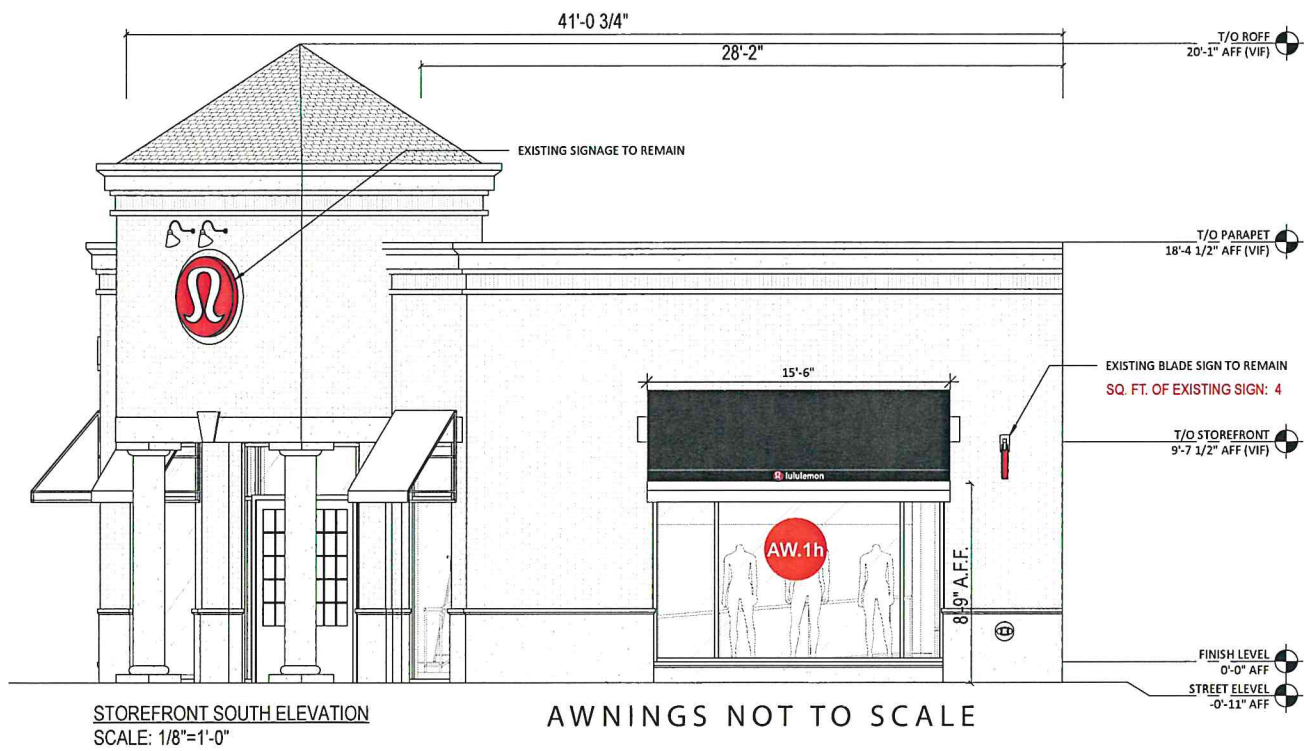 41'-0 3/4"
28'-2"
T/O ROFF
20'-1" AFF (VIF)
EXISTING SIGNAGE TO REMAIN
T/O PARAPET
18'-4 1/2" AFF (VIF)
15'-6"
EXISTING BLADE SIGN TO REMAIN
SQ. FT. OF EXISTING SIGN: 4
T/O STOREFRONT
9'-7 1/2" AFF (VIF)
lululemon
AW.1h
8'-9" A.F.F.
FINISH LEVEL
0'-0" AFF
STREET ELEVEL
-0'-11" AFF
STOREFRONT SOUTH ELEVATION
SCALE: 1/8"=1'-0"
AWNINGS NOT TO SCALE